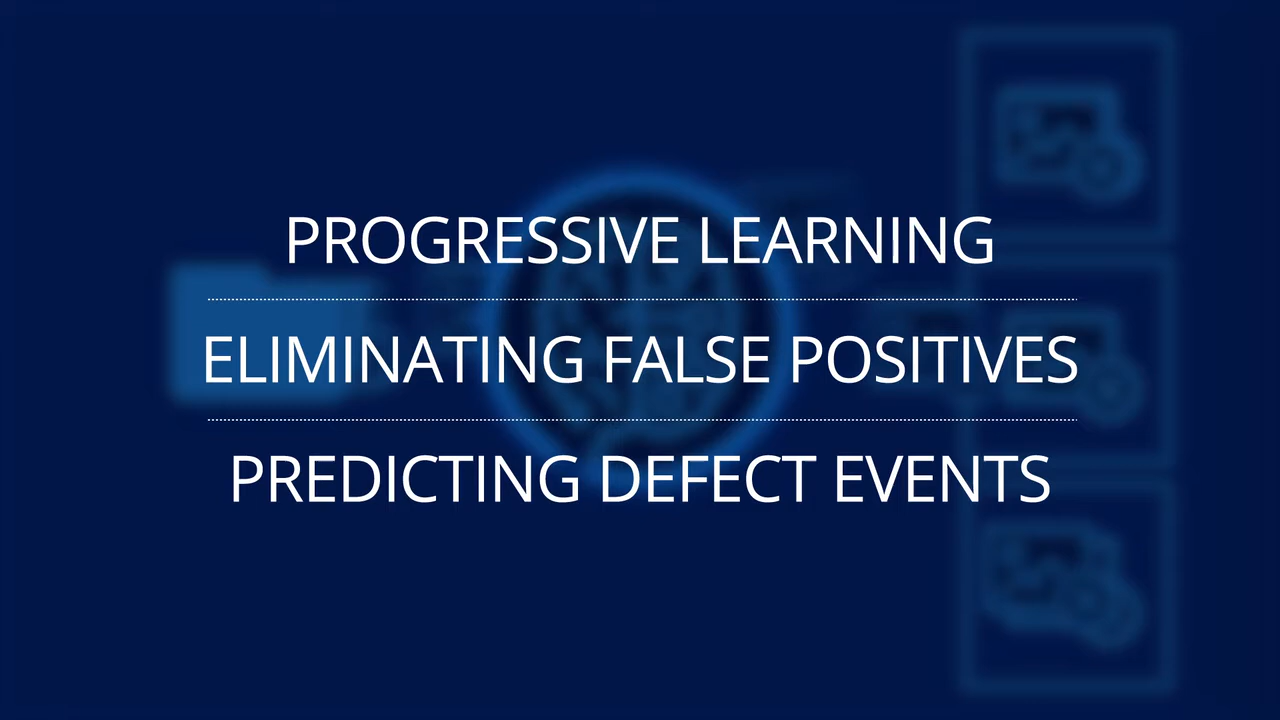 PROGRESSIVE LEARNING
ELIMINATING FALSE POSITIVES
PREDICTING DEFECT EVENTS